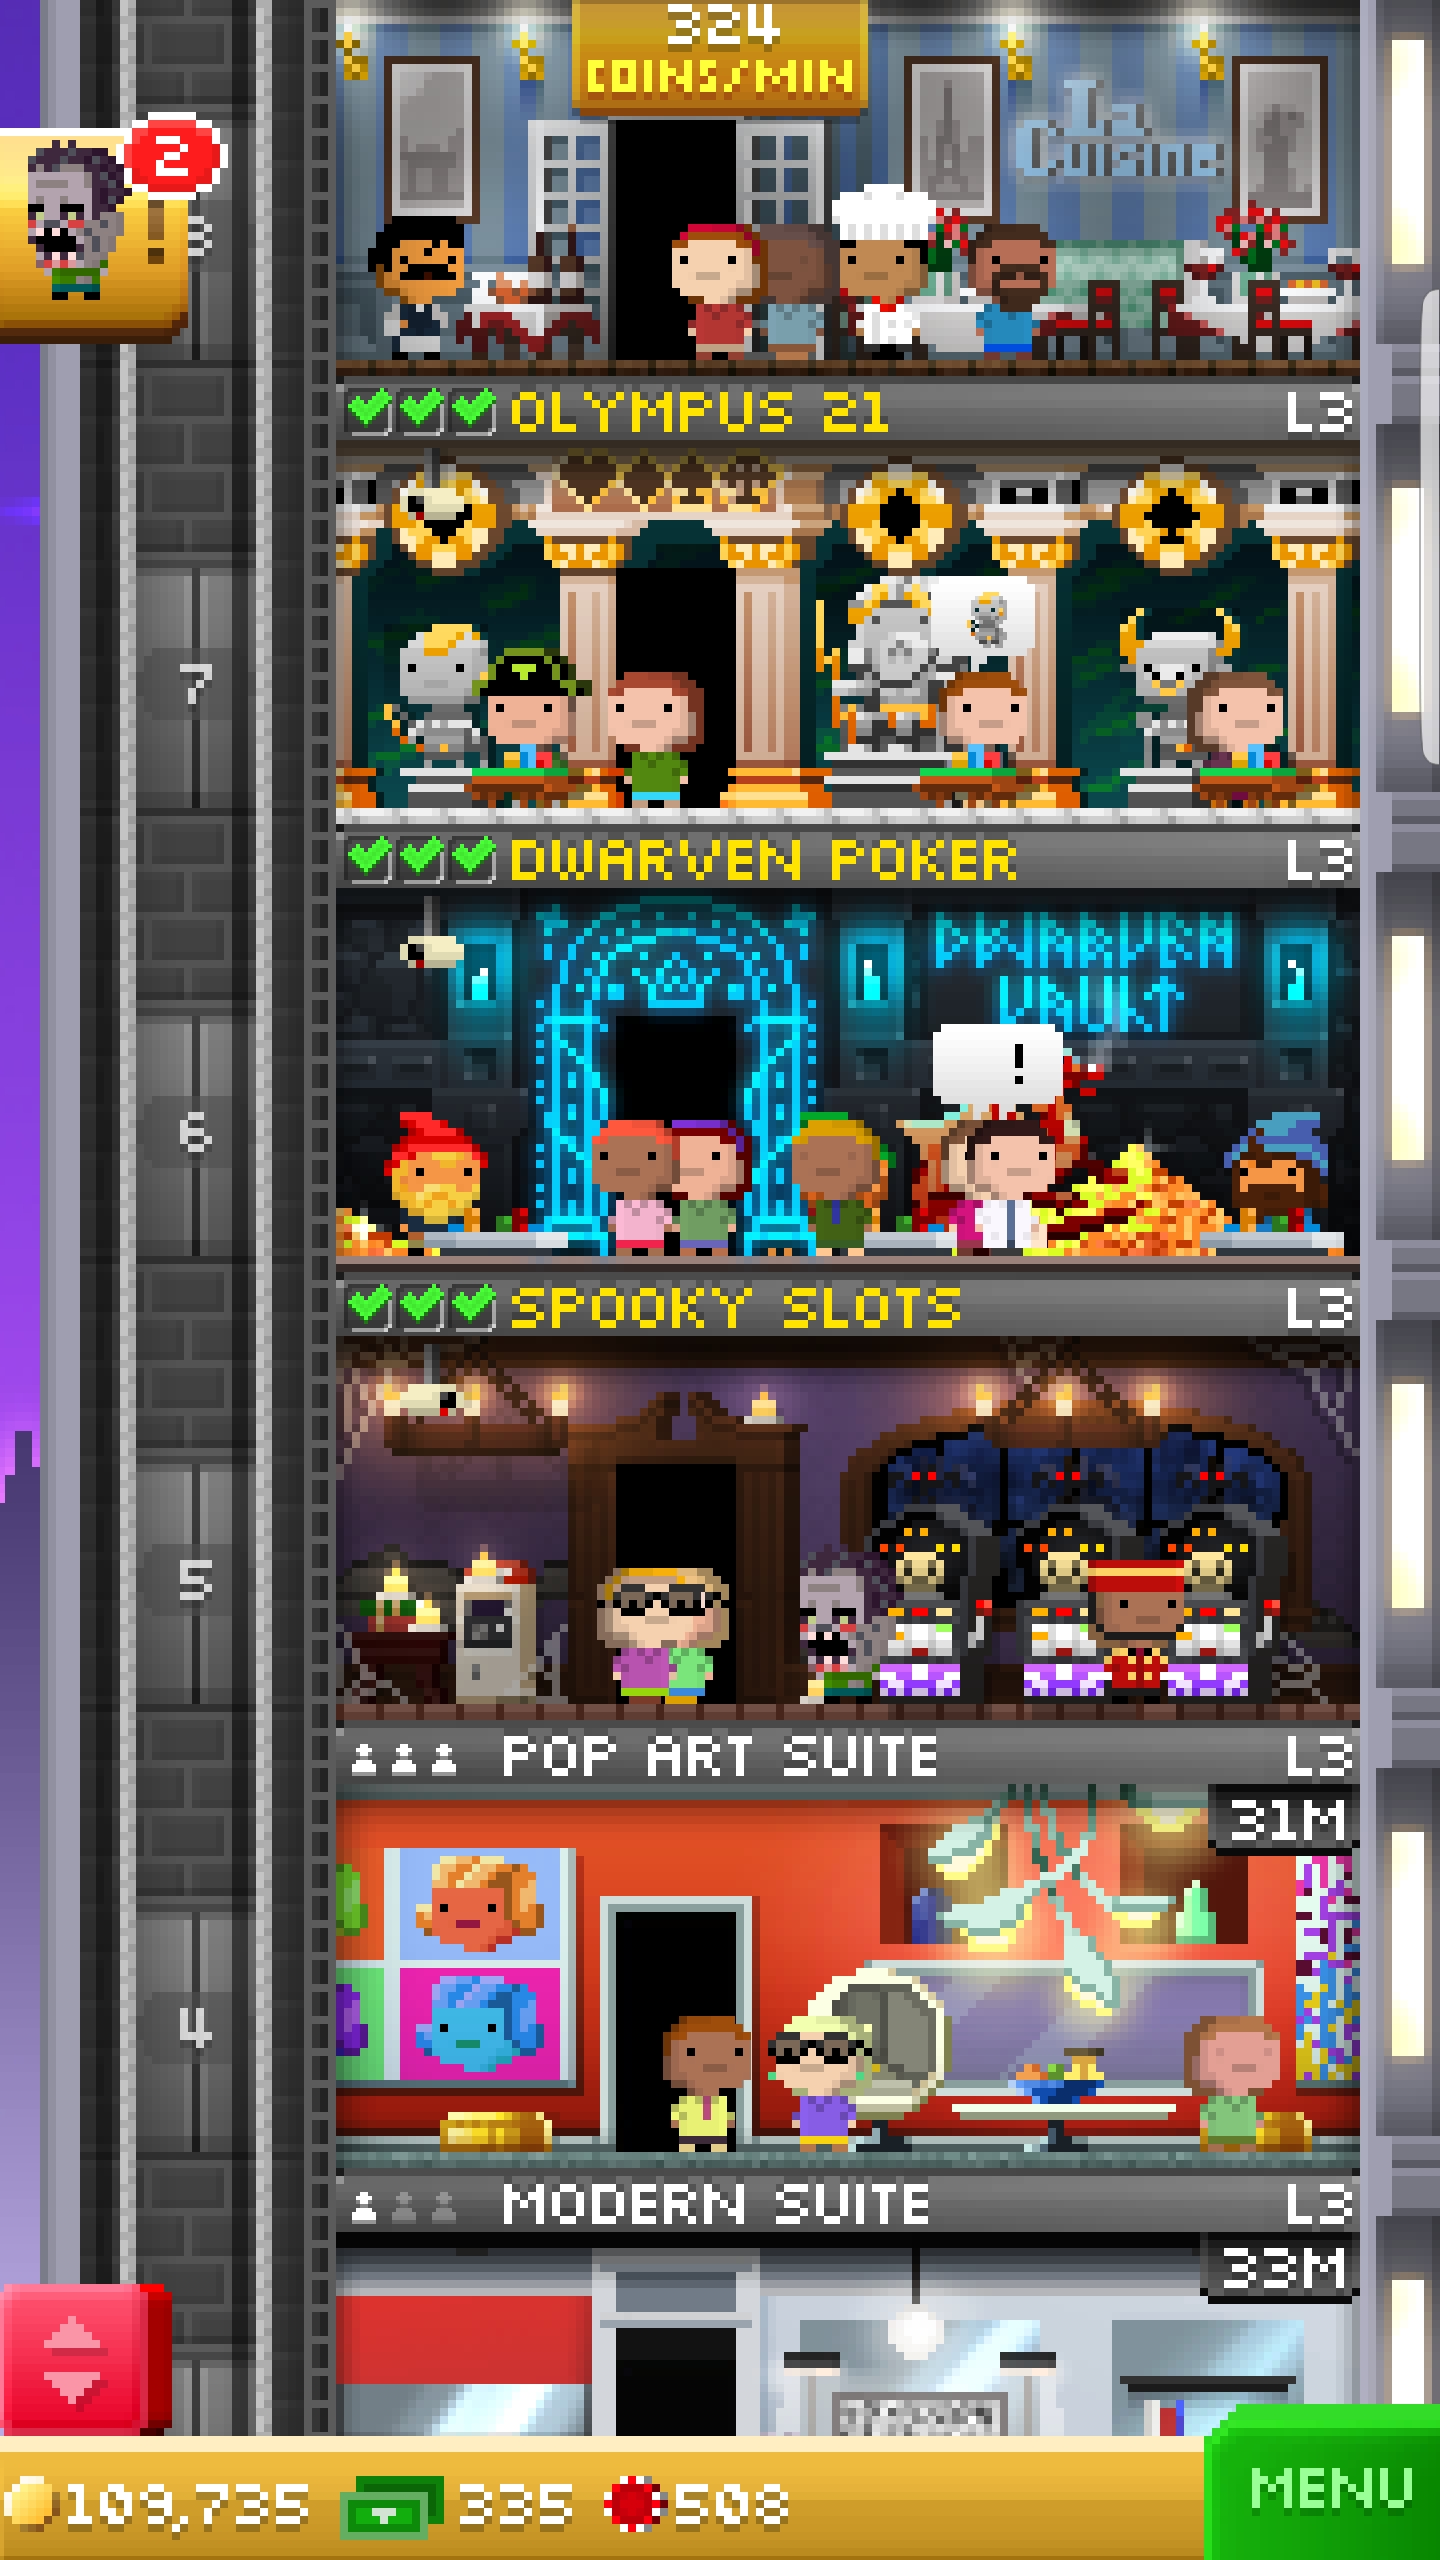 324
COINS/MIN
La
Cuisine
2
!
8
OLYMPUS 21 L3
7
DWARVEN POKER L3
DWARVEN
VAULT
!
6
SPOOKY SLOTS L3
5
POP ART SUITE L3
31M
4
MODERN SUITE L3
33M
109,735 335 508
MENU